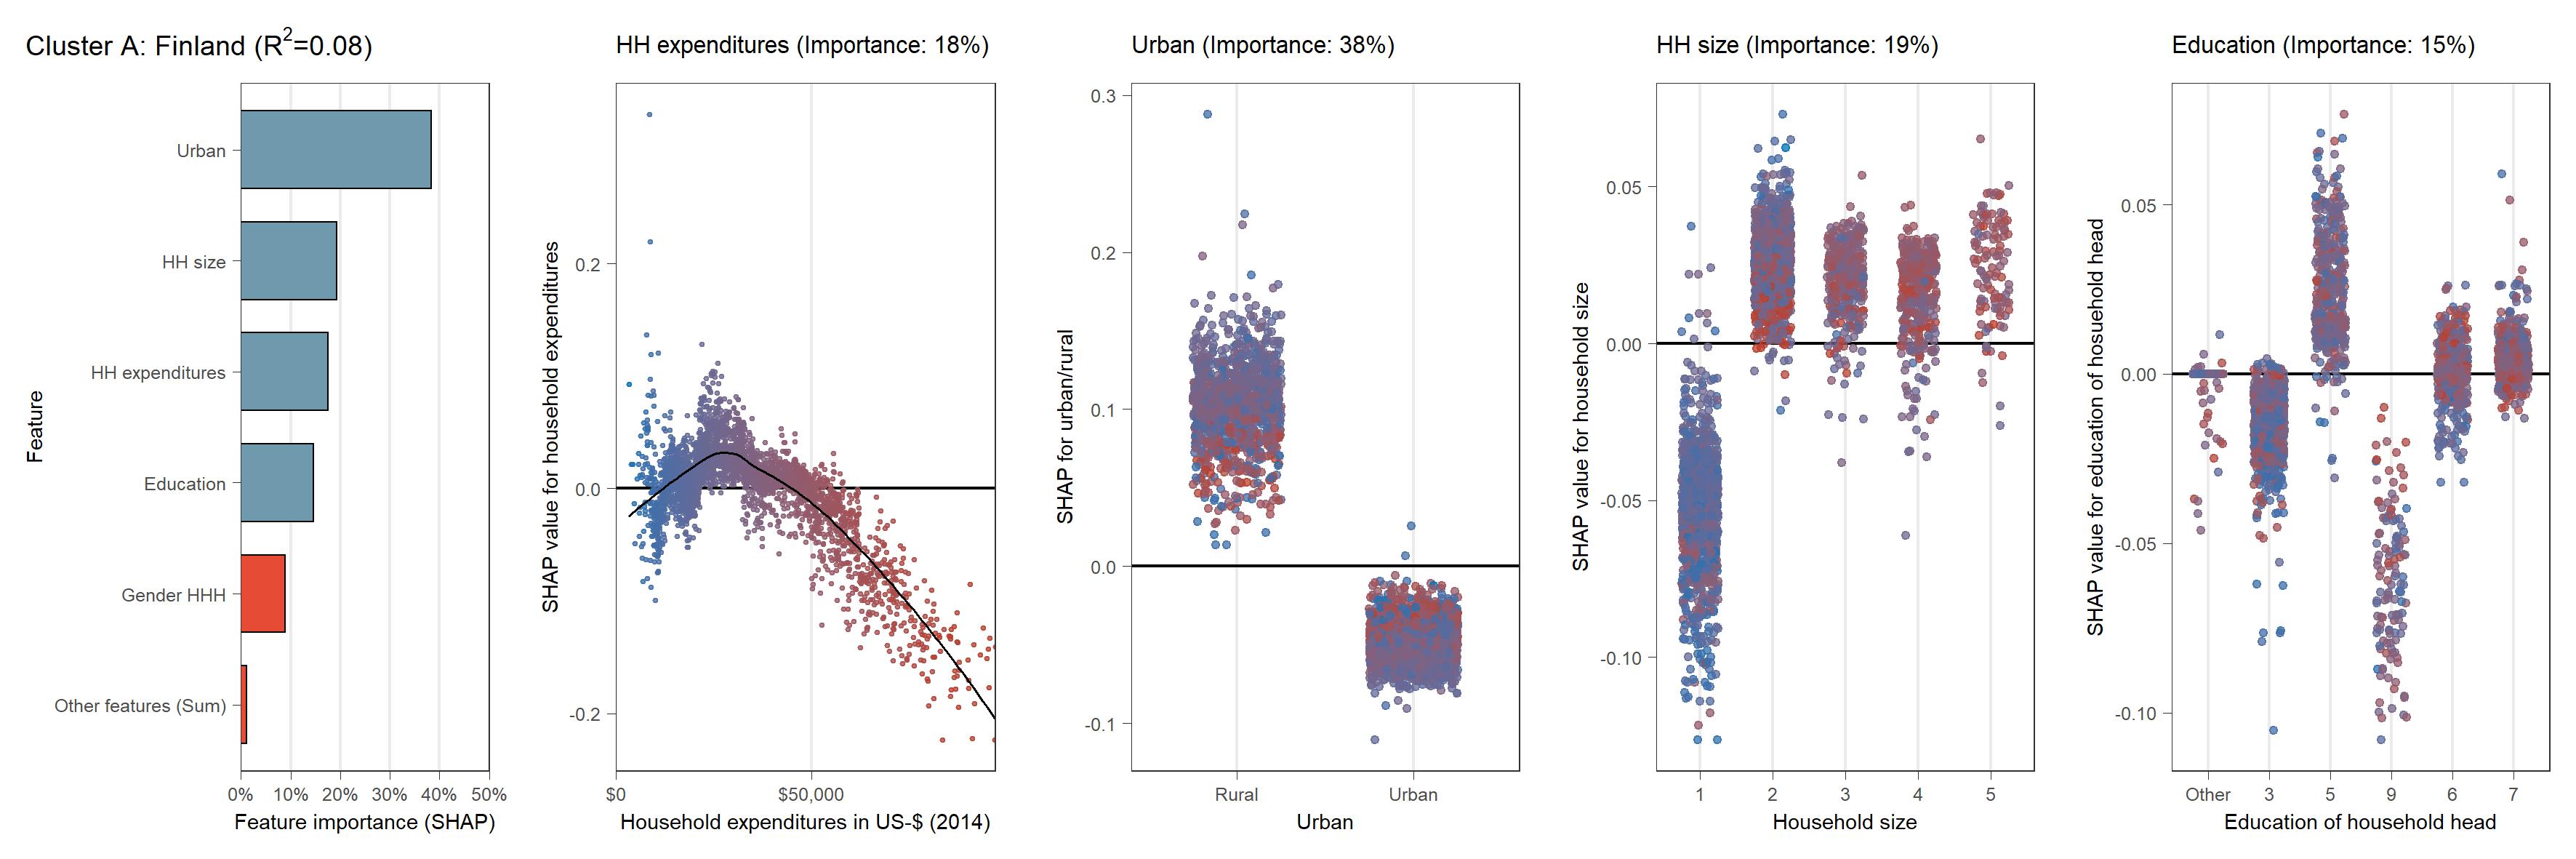 Cluster A: Finland (R²=0.08)
Feature
Urban
HH size
HH expenditures
Education
Gender HHH
Other features (Sum)
0% 10% 20% 30% 40% 50%
Feature importance (SHAP)
HH expenditures (Importance: 18%)
SHAP value for household expenditures
0.2
0.0
-0.2
$0 $50,000
Household expenditures in US-$ (2014)
Urban (Importance: 38%)
SHAP for urban/rural
0.3
0.2
0.1
0.0
-0.1
Rural Urban
Urban
HH size (Importance: 19%)
SHAP value for household size
0.05
0.00
-0.05
-0.10
1 2 3 4 5
Household size
Education (Importance: 15%)
SHAP value for education of household head
0.05
0.00
-0.05
-0.10
Other 3 5 9 6 7
Education of household head